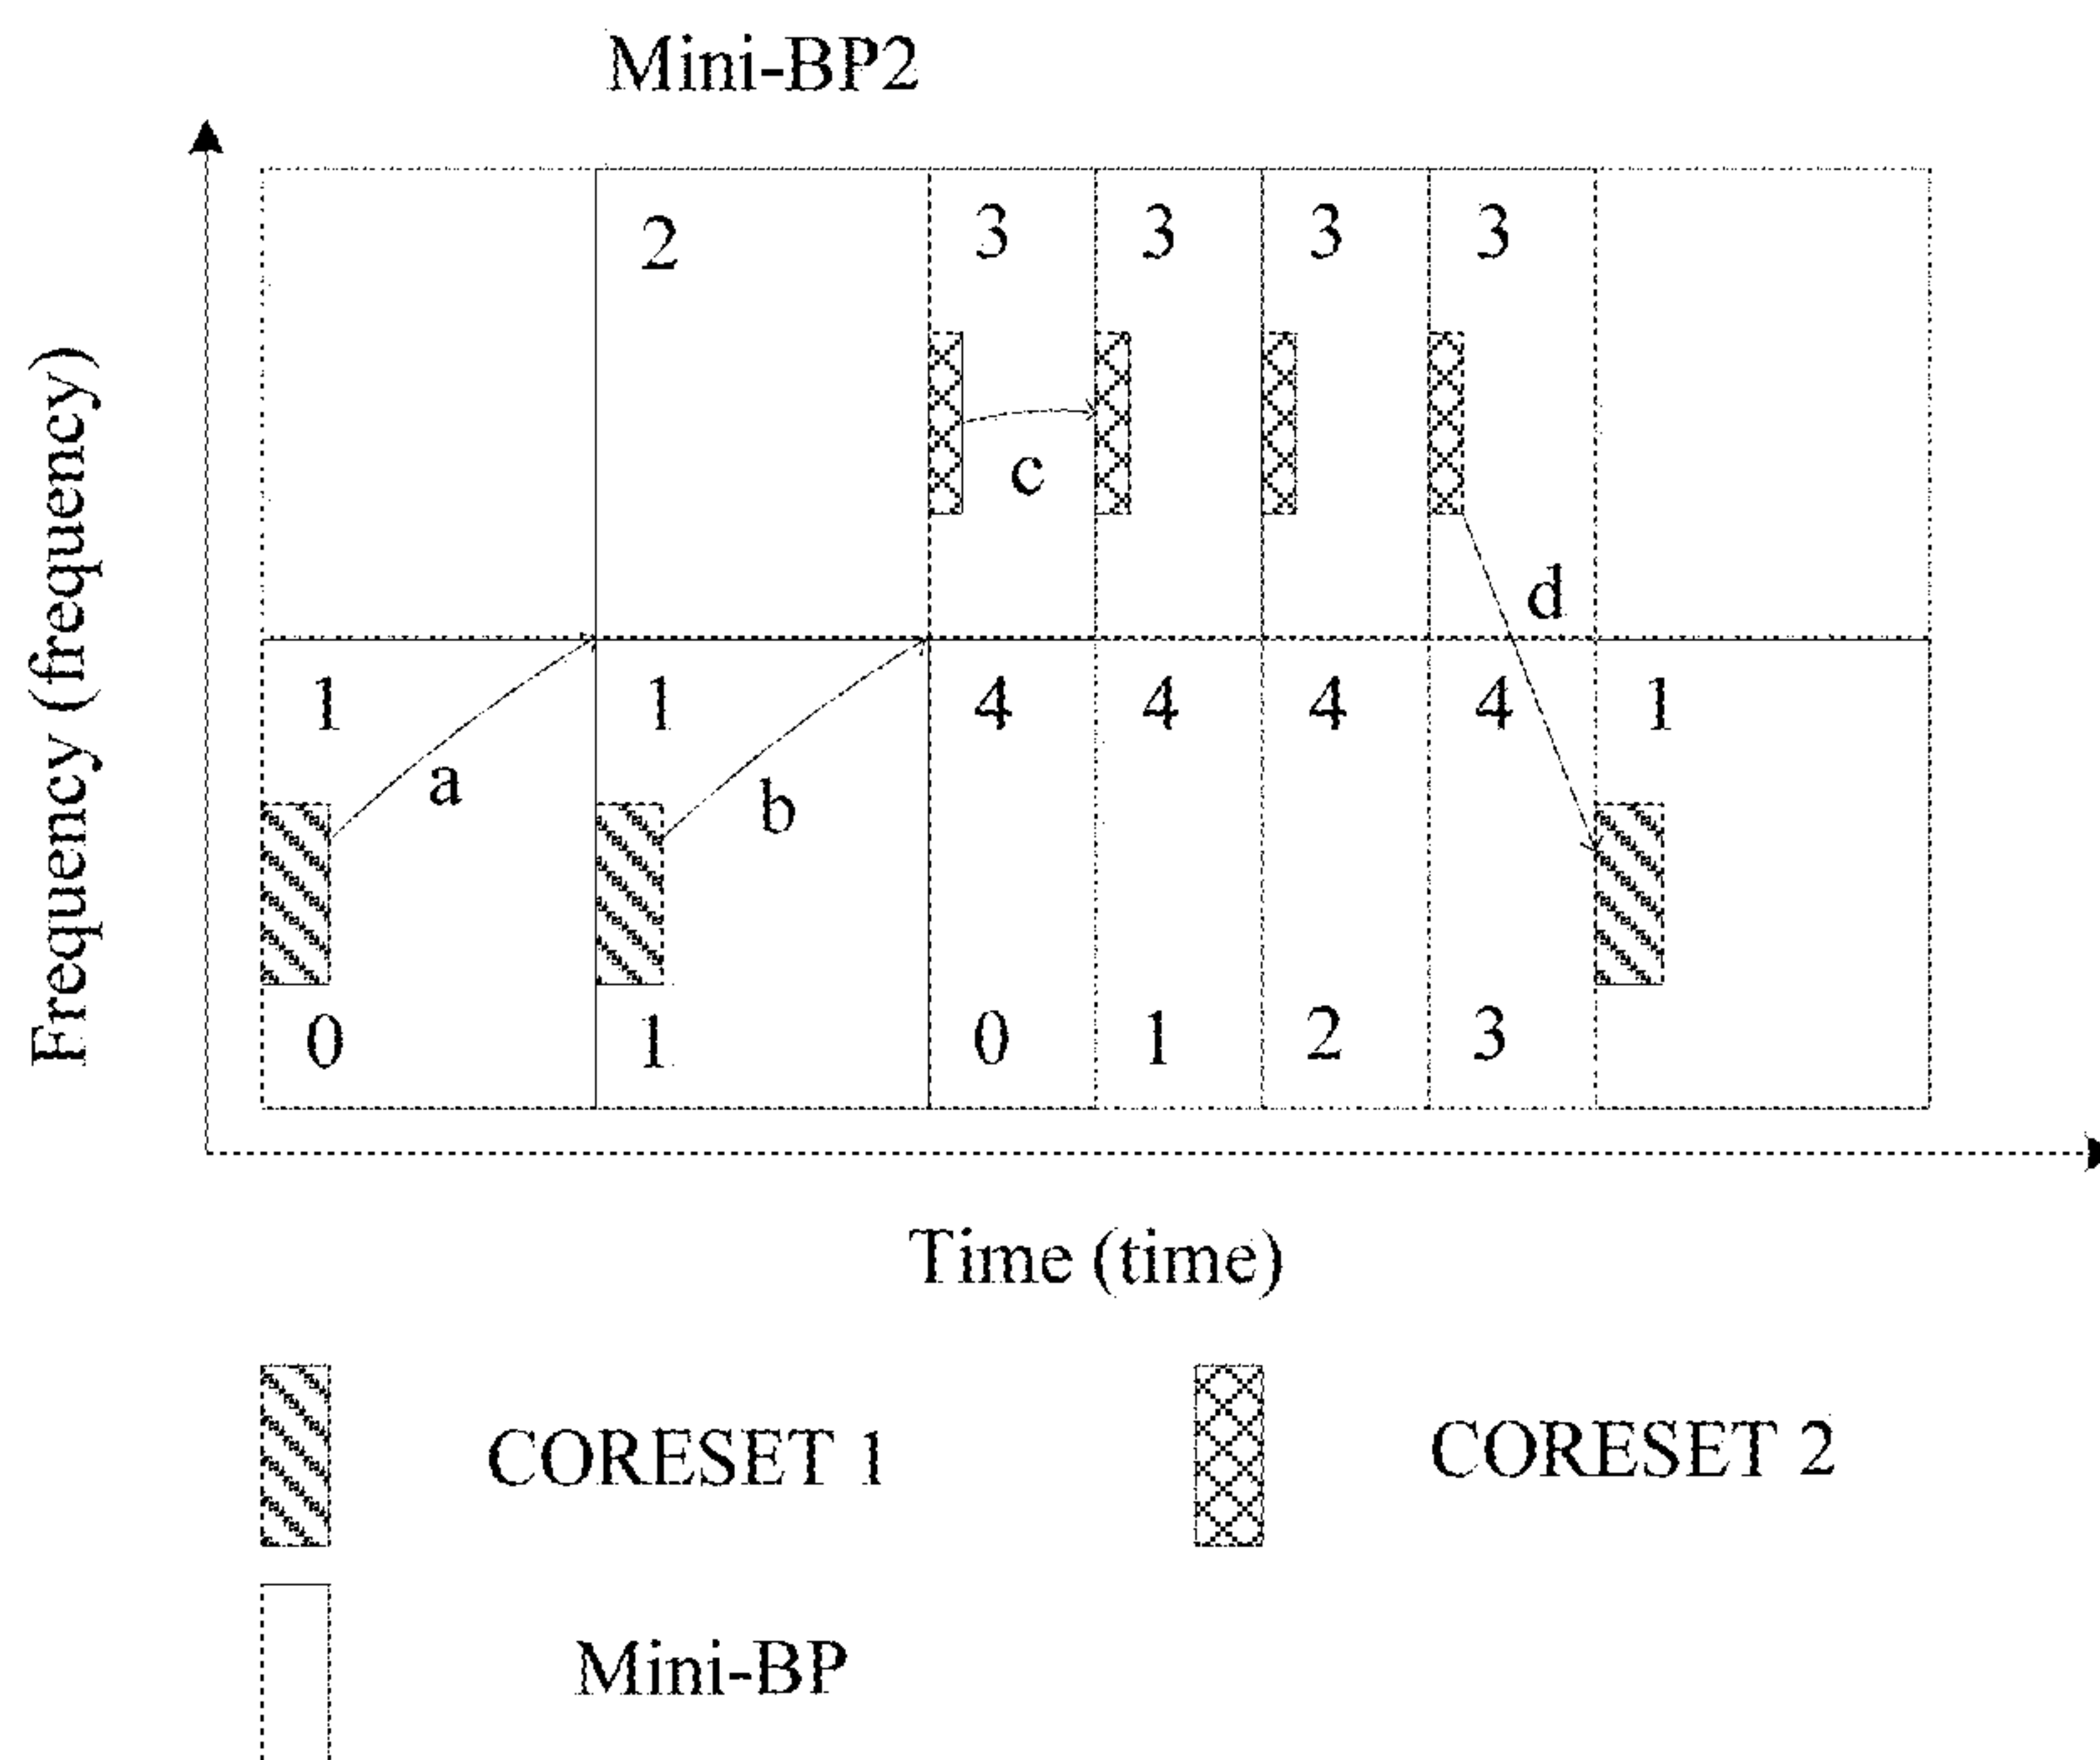 Mini-BP2
Frequency (frequency)
2 3 3 3 3
c
d
1 1 4 4 4 4 1
a b
0 1 0 1 2 3
Time (time)
CORESET 1 CORESET 2
Mini-BP